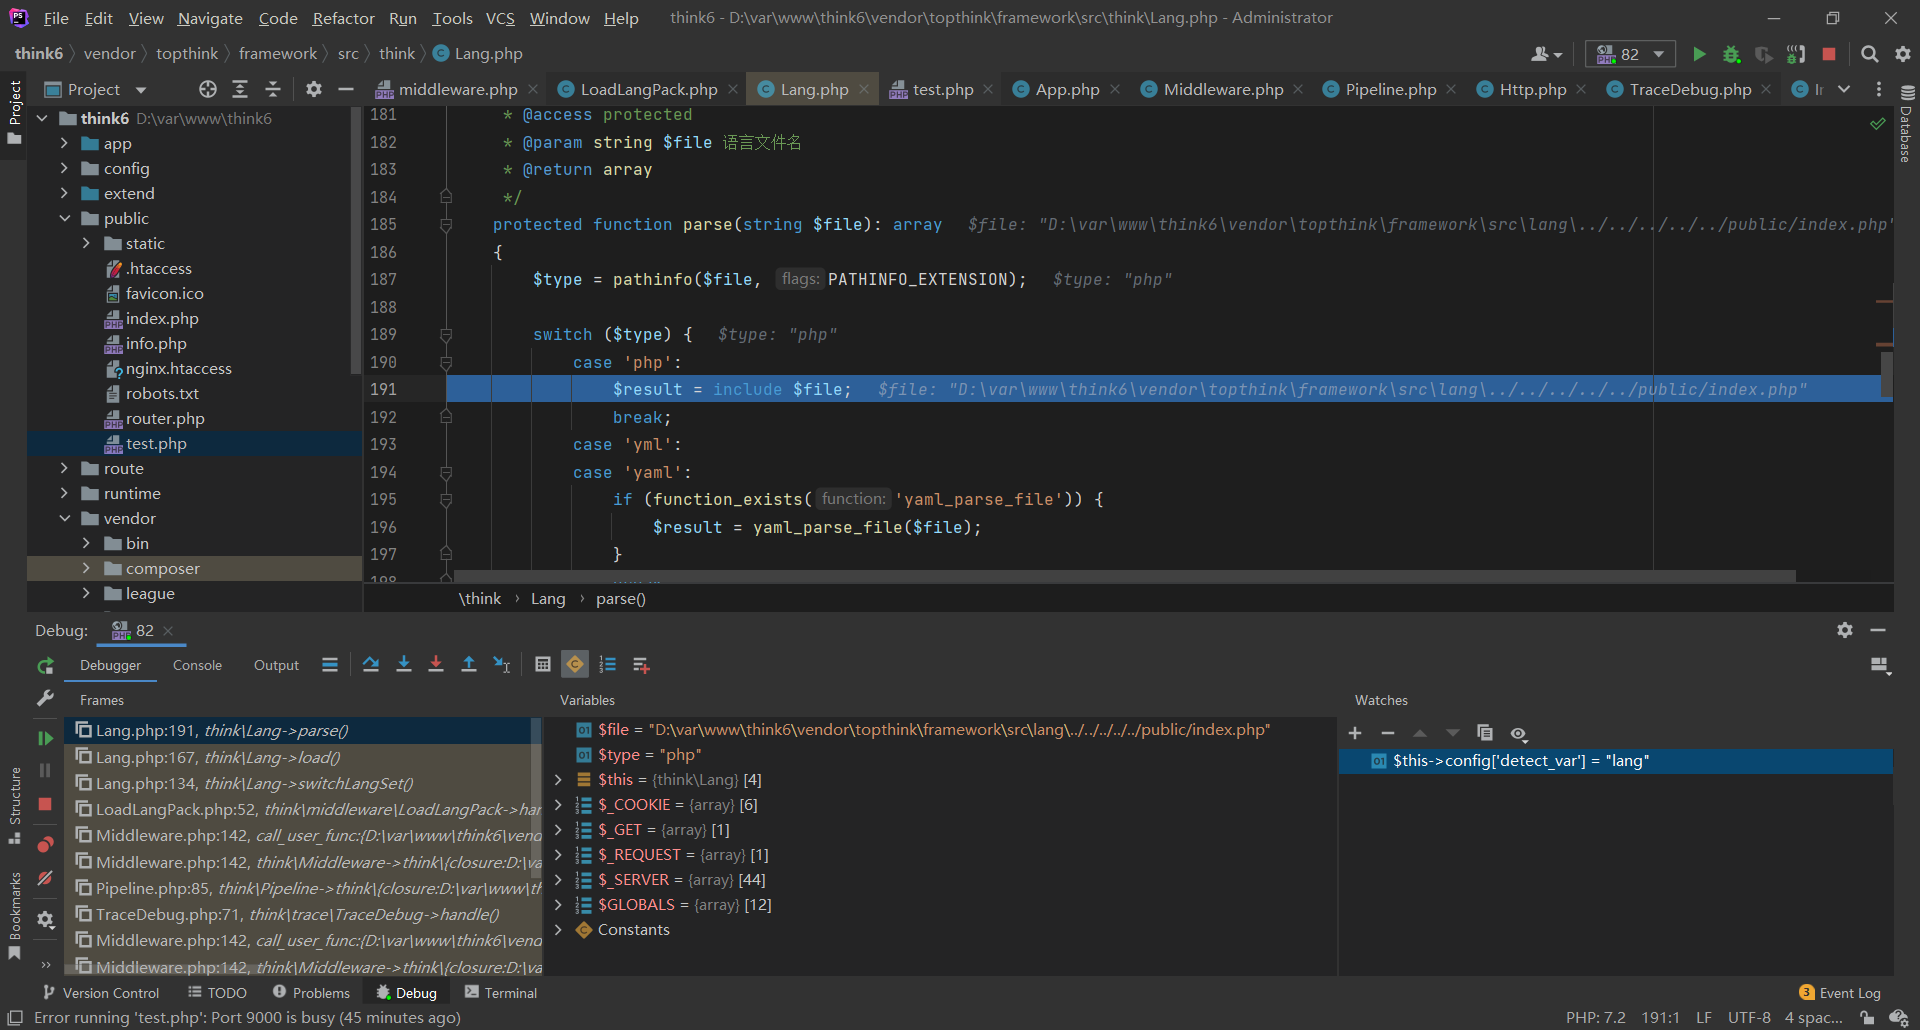 File Edit View Navigate Code Refactor Run Tools VCS Window Help think6 - D:\var\www\think6\vendor\topthink\framework\src\think\Lang.php - Administrator
think6 vendor topthink framework src think Lang.php
82
Project
middleware.php LoadLangPack.php Lang.php test.php App.php Middleware.php Pipeline.php Http.php TraceDebug.php
Project
Database
Structure
Bookmarks
think6 D:\var\www\think6
app
config
extend
public
static
.htaccess
favicon.ico
index.php
info.php
nginx.htaccess
robots.txt
router.php
test.php
route
runtime
vendor
bin
composer
league
181 * @access protected
182 * @param string $file 语言文件名
183 * @return array
184 */
185 protected function parse(string $file): array $file: "D:\var\www\think6\vendor\topthink\framework\src\lang\../../../../../public/index.php"
186 {
187 $type = pathinfo($file, flags: PATHINFO_EXTENSION); $type: "php"
188
189 switch ($type) { $type: "php"
190 case 'php':
191 $result = include $file; $file: "D:\var\www\think6\vendor\topthink\framework\src\lang\../../../../../public/index.php"
192 break;
193 case 'yml':
194 case 'yaml':
195 if (function_exists( function: 'yaml_parse_file')) {
196 $result = yaml_parse_file($file);
197 }
198
\think › Lang › parse()
Debug: 82
Debugger Console Output
Frames
Lang.php:191, think\Lang->parse()
Lang.php:167, think\Lang->load()
Lang.php:134, think\Lang->switchLangSet()
LoadLangPack.php:52, think\middleware\LoadLangPack->han
Middleware.php:142, call_user_func:{D:\var\www\think6\vend
Middleware.php:142, think\Middleware->think\{closure:D:\va
Pipeline.php:85, think\Pipeline->think\{closure:D:\var\www\th
TraceDebug.php:71, think\trace\TraceDebug->handle()
Middleware.php:142, call_user_func:{D:\var\www\think6\vend
Middleware.php:142, think\Middleware->think\{closure:D:\va
Variables
$file = "D:\var\www\think6\vendor\topthink\framework\src\lang\../../../../../public/index.php"
$type = "php"
$this = {think\Lang} [4]
$_COOKIE = {array} [6]
$_GET = {array} [1]
$_REQUEST = {array} [1]
$_SERVER = {array} [44]
$GLOBALS = {array} [12]
Constants
Watches
$this->config['detect_var'] = "lang"
Version Control TODO Problems Debug Terminal 3 Event Log
Error running 'test.php': Port 9000 is busy (45 minutes ago) PHP: 7.2 191:1 LF UTF-8 4 spac...